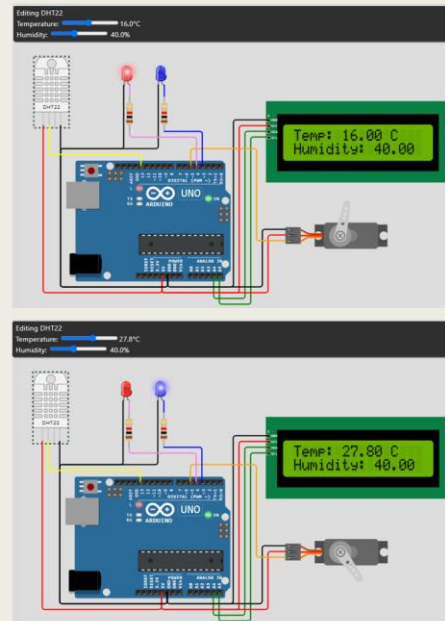 Editing DHT22
Temperature: 16.0°C
Humidity: 40.0%
DHT22
Temp: 16.00 C
Humidity: 40.00
DIGITAL (PWM ~)
UNO
ARDUINO
POWER
ANALOG IN
Editing DHT22
Temperature: 27.8°C
Humidity: 40.0%
DHT22
Temp: 27.80 C
Humidity: 40.00
DIGITAL (PWM ~)
UNO
ARDUINO
POWER
ANALOG IN